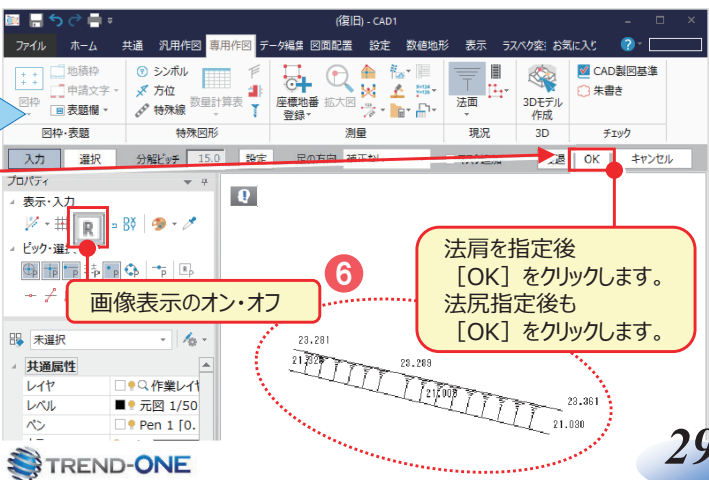 (復旧) - CAD1
ファイル ホーム 共通 汎用作図 専用作図 データ編集 図面配置 設定 数値地形 表示 ラスベク変換 お気に入り
図枠
地積枠
申請文字
表題欄
図枠・表題
シンボル
方位
特殊線
数量計算表
特殊図形
座標地番
登録
拡大図
測量
法面
現況
3Dモデル
作成
3D
CAD製図基準
朱書き
チェック
入力 選択 分解ピッチ 15.0 設定 OK キャンセル
プロパティ
表示・入力
R
ピック・選
画像表示のオン・オフ
6
法肩を指定後
［OK］をクリックします。
法尻指定後も
［OK］をクリックします。
未選択
共通属性
レイヤ 作業レイヤ
レベル 元図 1/50
ペン Pen 1 [0.
23.281
23.289
23.361
21.030
TREND-ONE
29